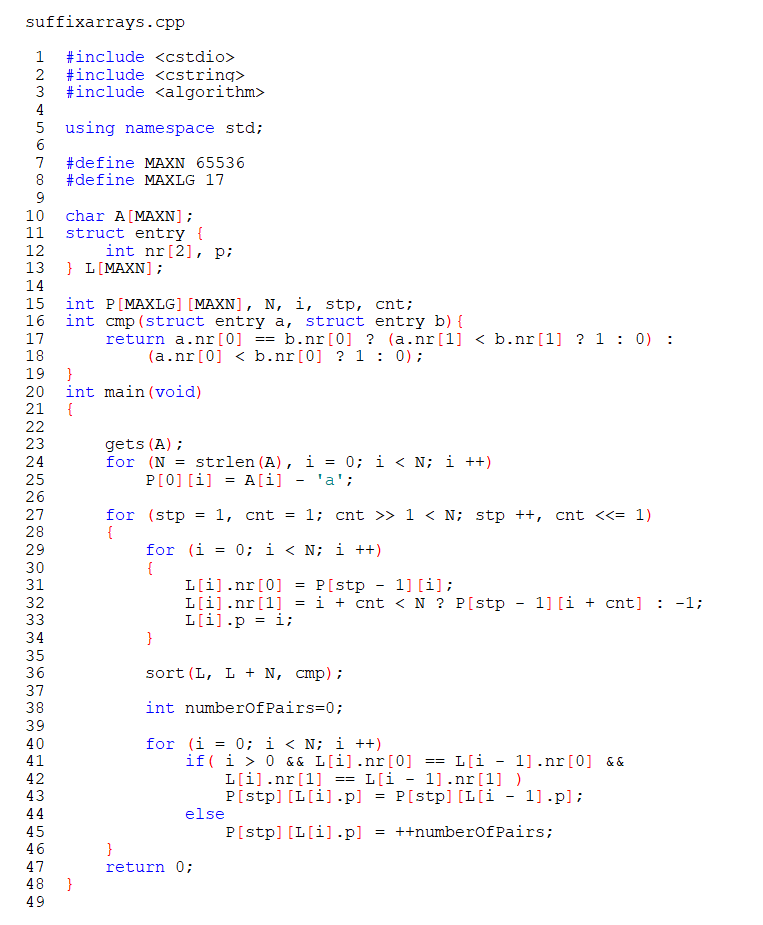 suffixarrays.cpp
1 #include <cstdio>
2 #include <cstring>
3 #include <algorithm>
4
5 using namespace std;
6
7 #define MAXN 65536
8 #define MAXLG 17
9
10 char A[MAXN];
11 struct entry {
12     int nr[2], p;
13 } L[MAXN];
14
15 int P[MAXLG][MAXN], N, i, stp, cnt;
16 int cmp(struct entry a, struct entry b){
17     return a.nr[0] == b.nr[0] ? (a.nr[1] < b.nr[1] ? 1 : 0) :
18         (a.nr[0] < b.nr[0] ? 1 : 0);
19 }
20 int main(void)
21 {
22
23     gets(A);
24     for (N = strlen(A), i = 0; i < N; i ++)
25         P[0][i] = A[i] - 'a';
26
27     for (stp = 1, cnt = 1; cnt >> 1 < N; stp ++, cnt <<= 1)
28     {
29         for (i = 0; i < N; i ++)
30         {
31             L[i].nr[0] = P[stp - 1][i];
32             L[i].nr[1] = i + cnt < N ? P[stp - 1][i + cnt] : -1;
33             L[i].p = i;
34         }
35
36         sort(L, L + N, cmp);
37
38         int numberOfPairs=0;
39
40         for (i = 0; i < N; i ++)
41             if( i > 0 && L[i].nr[0] == L[i - 1].nr[0] &&
42                 L[i].nr[1] == L[i - 1].nr[1] )
43                 P[stp][L[i].p] = P[stp][L[i - 1].p];
44             else
45                 P[stp][L[i].p] = ++numberOfPairs;
46     }
47     return 0;
48 }
49